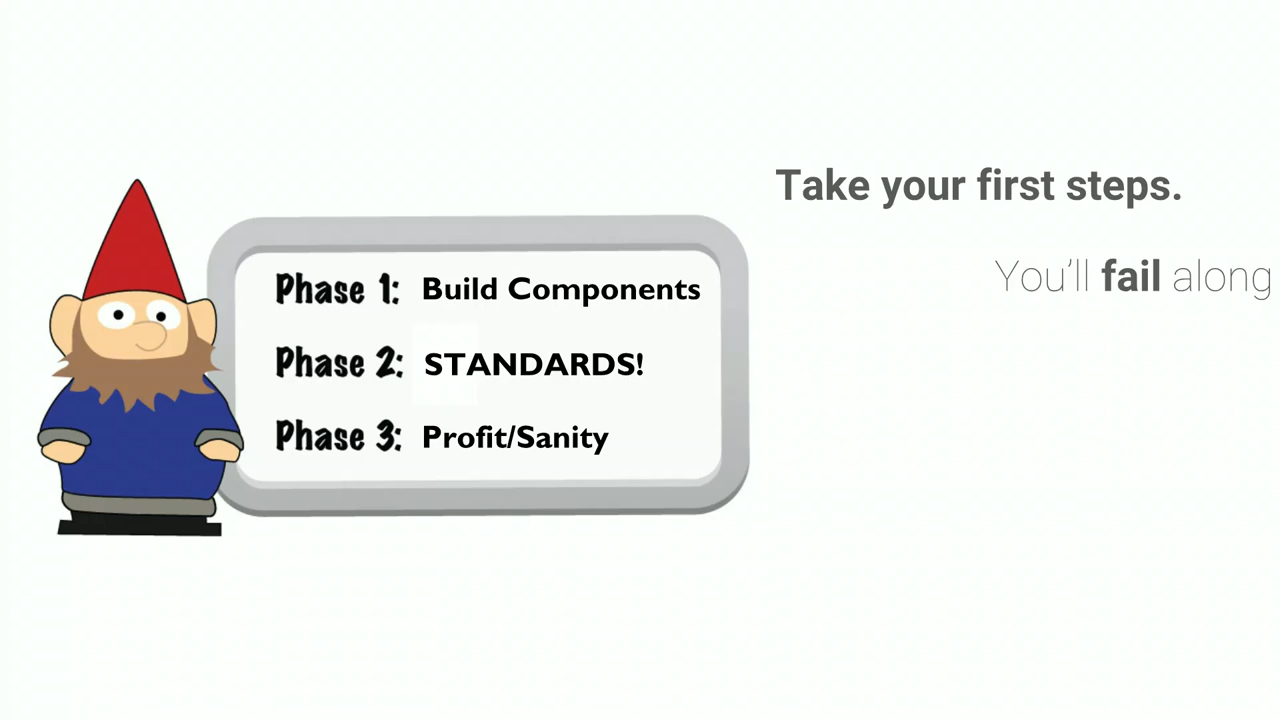 Take your first steps.
You'll fail along
Phase 1: Build Components
Phase 2: STANDARDS!
Phase 3: Profit/Sanity